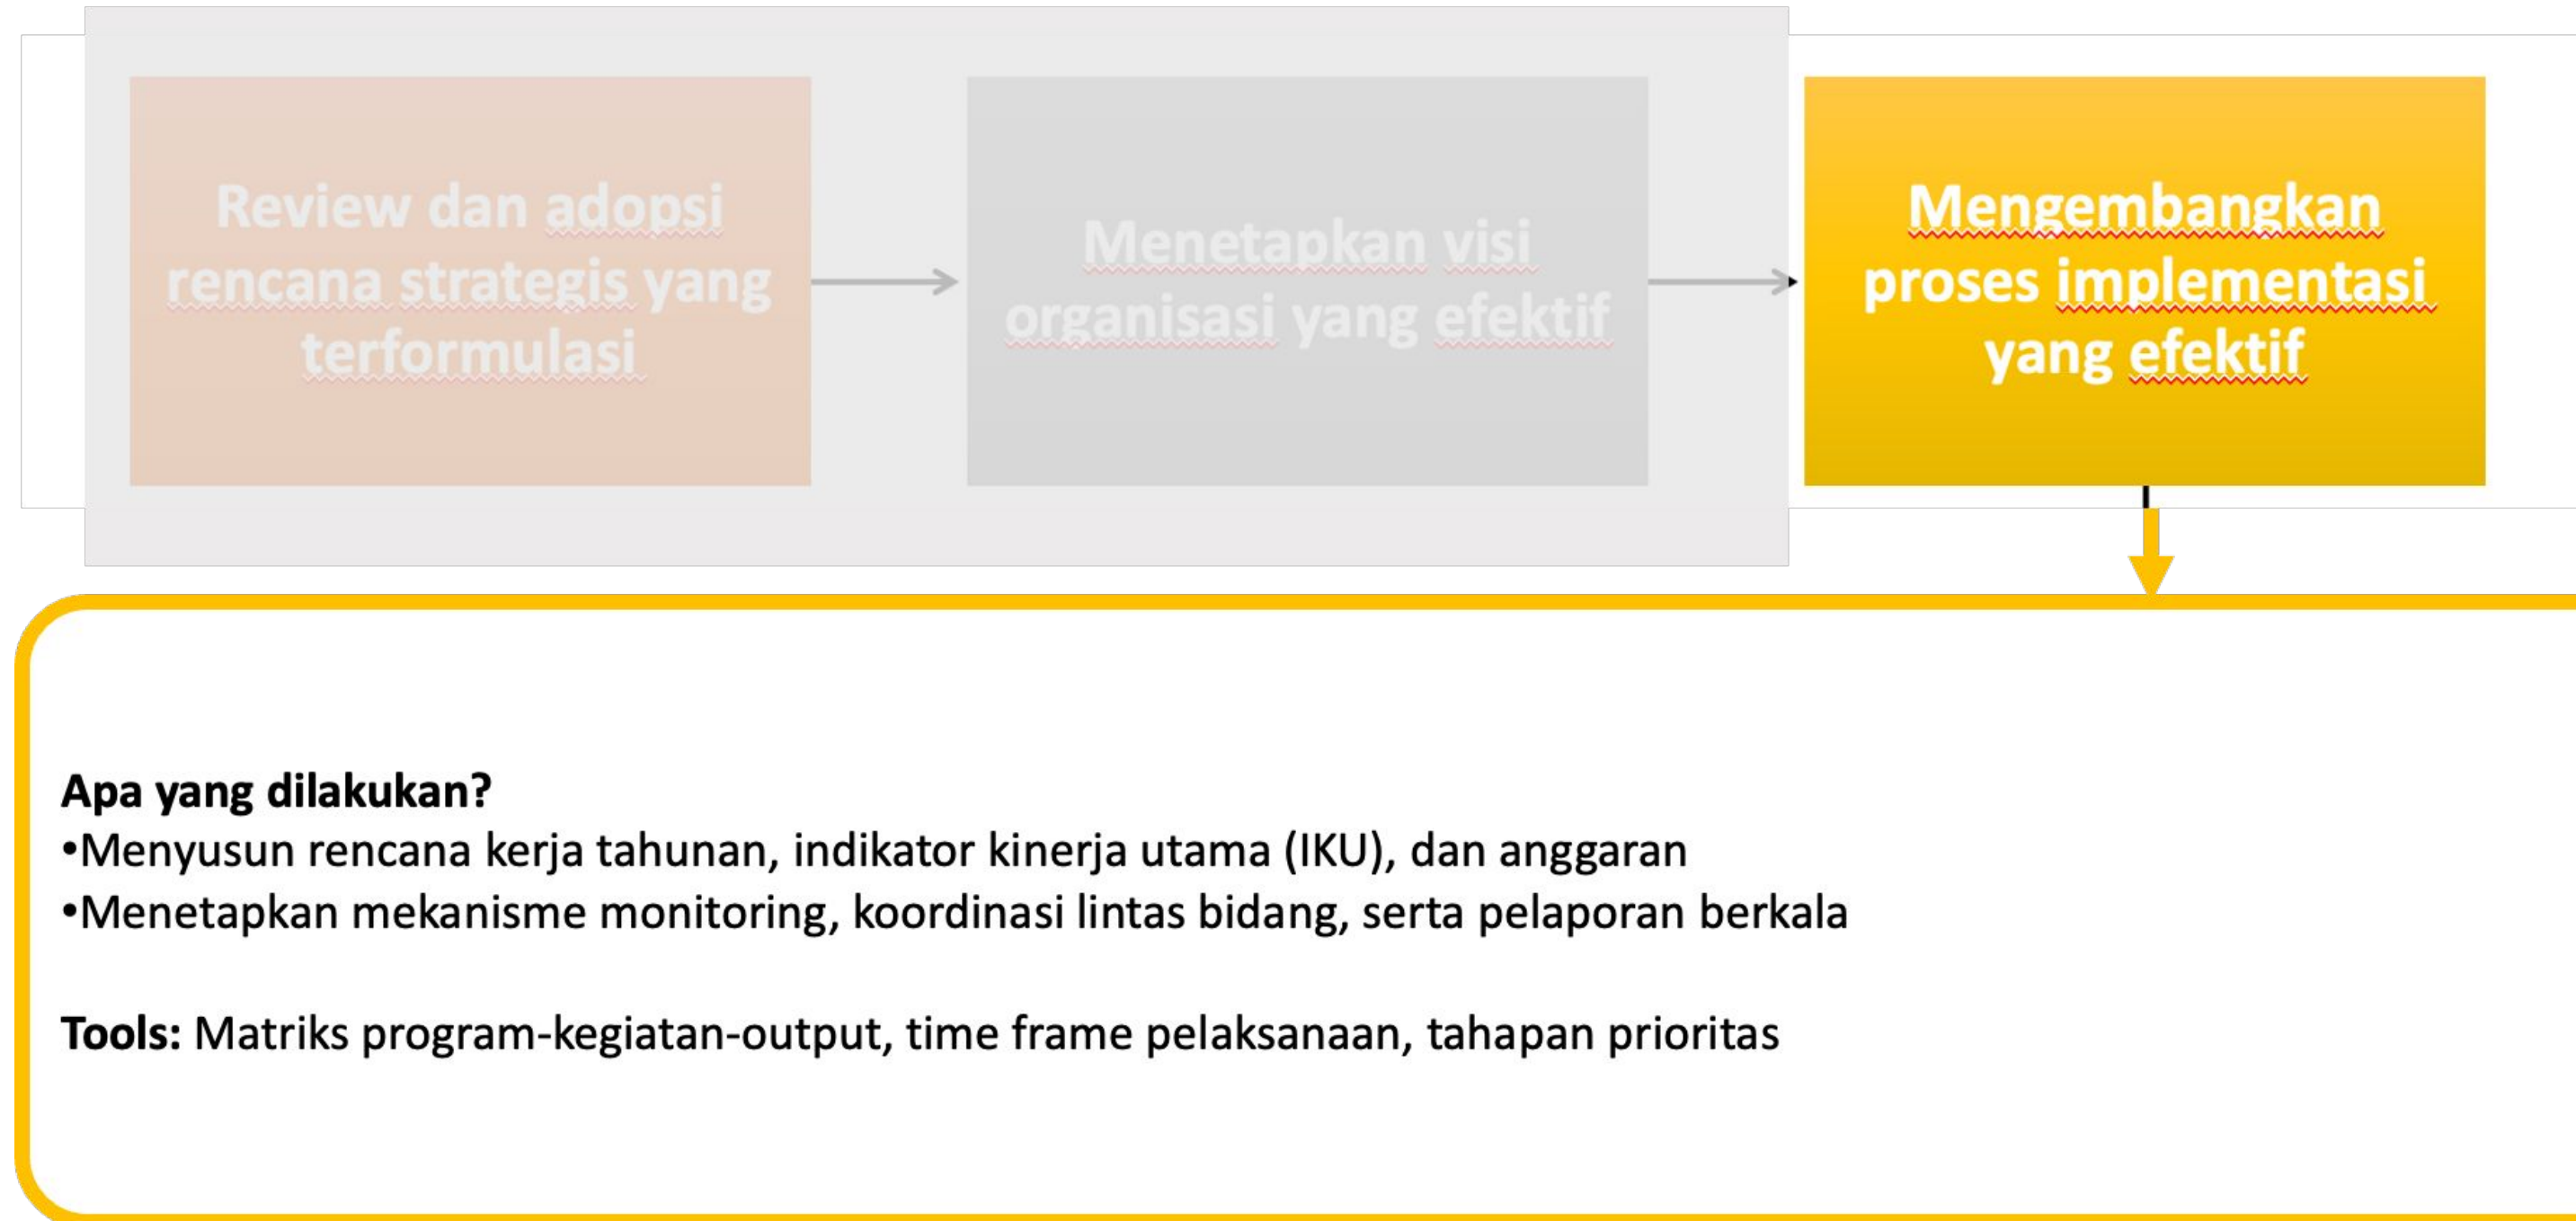 Review dan adopsi
rencana strategis yang
terformulasi
Menetapkan visi
organisasi yang efektif
Mengembangkan
proses implementasi
yang efektif
Apa yang dilakukan?
•Menyusun rencana kerja tahunan, indikator kinerja utama (IKU), dan anggaran
•Menetapkan mekanisme monitoring, koordinasi lintas bidang, serta pelaporan berkala
Tools: Matriks program-kegiatan-output, time frame pelaksanaan, tahapan prioritas